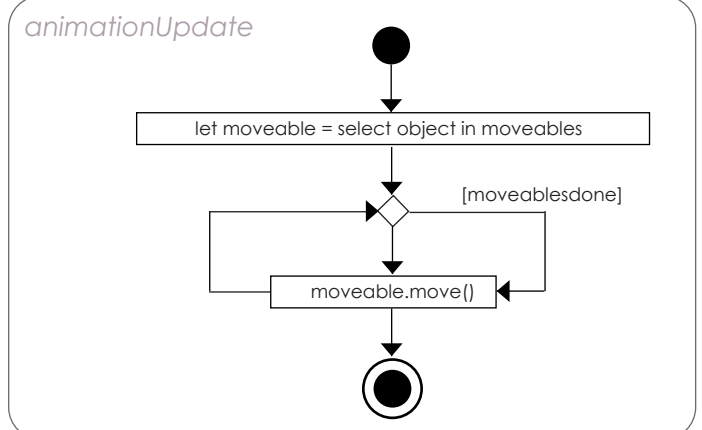 animationUpdate
let moveable = select object in moveables
[moveablesdone]
moveable.move()